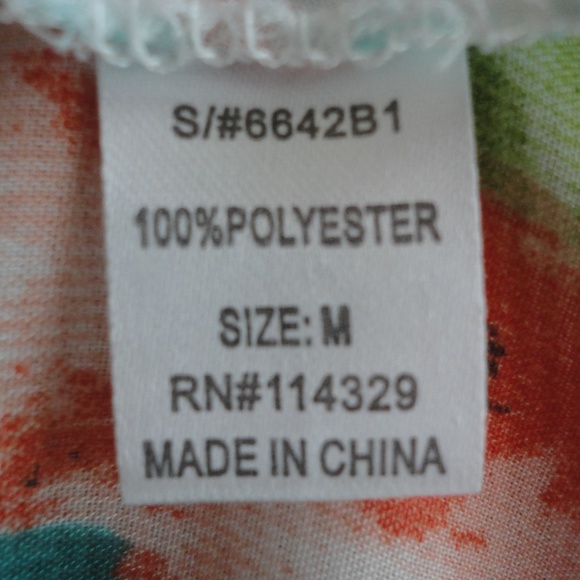 S/#6642B1
100%POLYESTER
SIZE: M
RN#114329
MADE IN CHINA